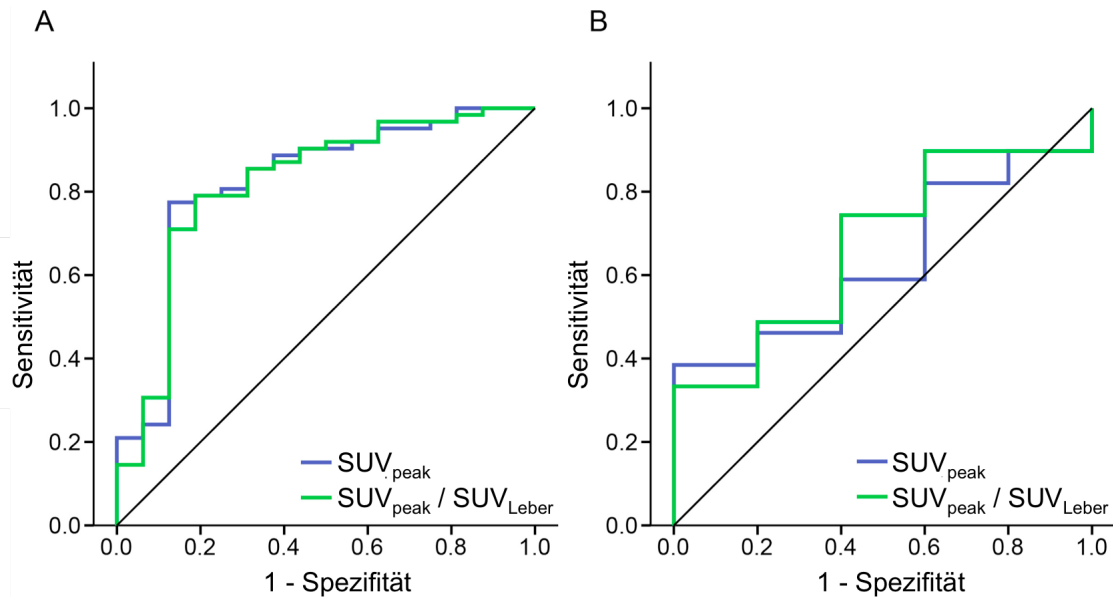 A
Sensitivität
1.0
0.8
0.6
0.4
0.2
0.0
SUV.peak
SUVpeak / SUVLeber
0.0 0.2 0.4 0.6 0.8 1.0
1 - Spezifität
B
Sensitivität
1.0
0.8
0.6
0.4
0.2
0.0
SUVpeak
SUVpeak / SUVLeber
0.0 0.2 0.4 0.6 0.8 1.0
1 - Spezifität